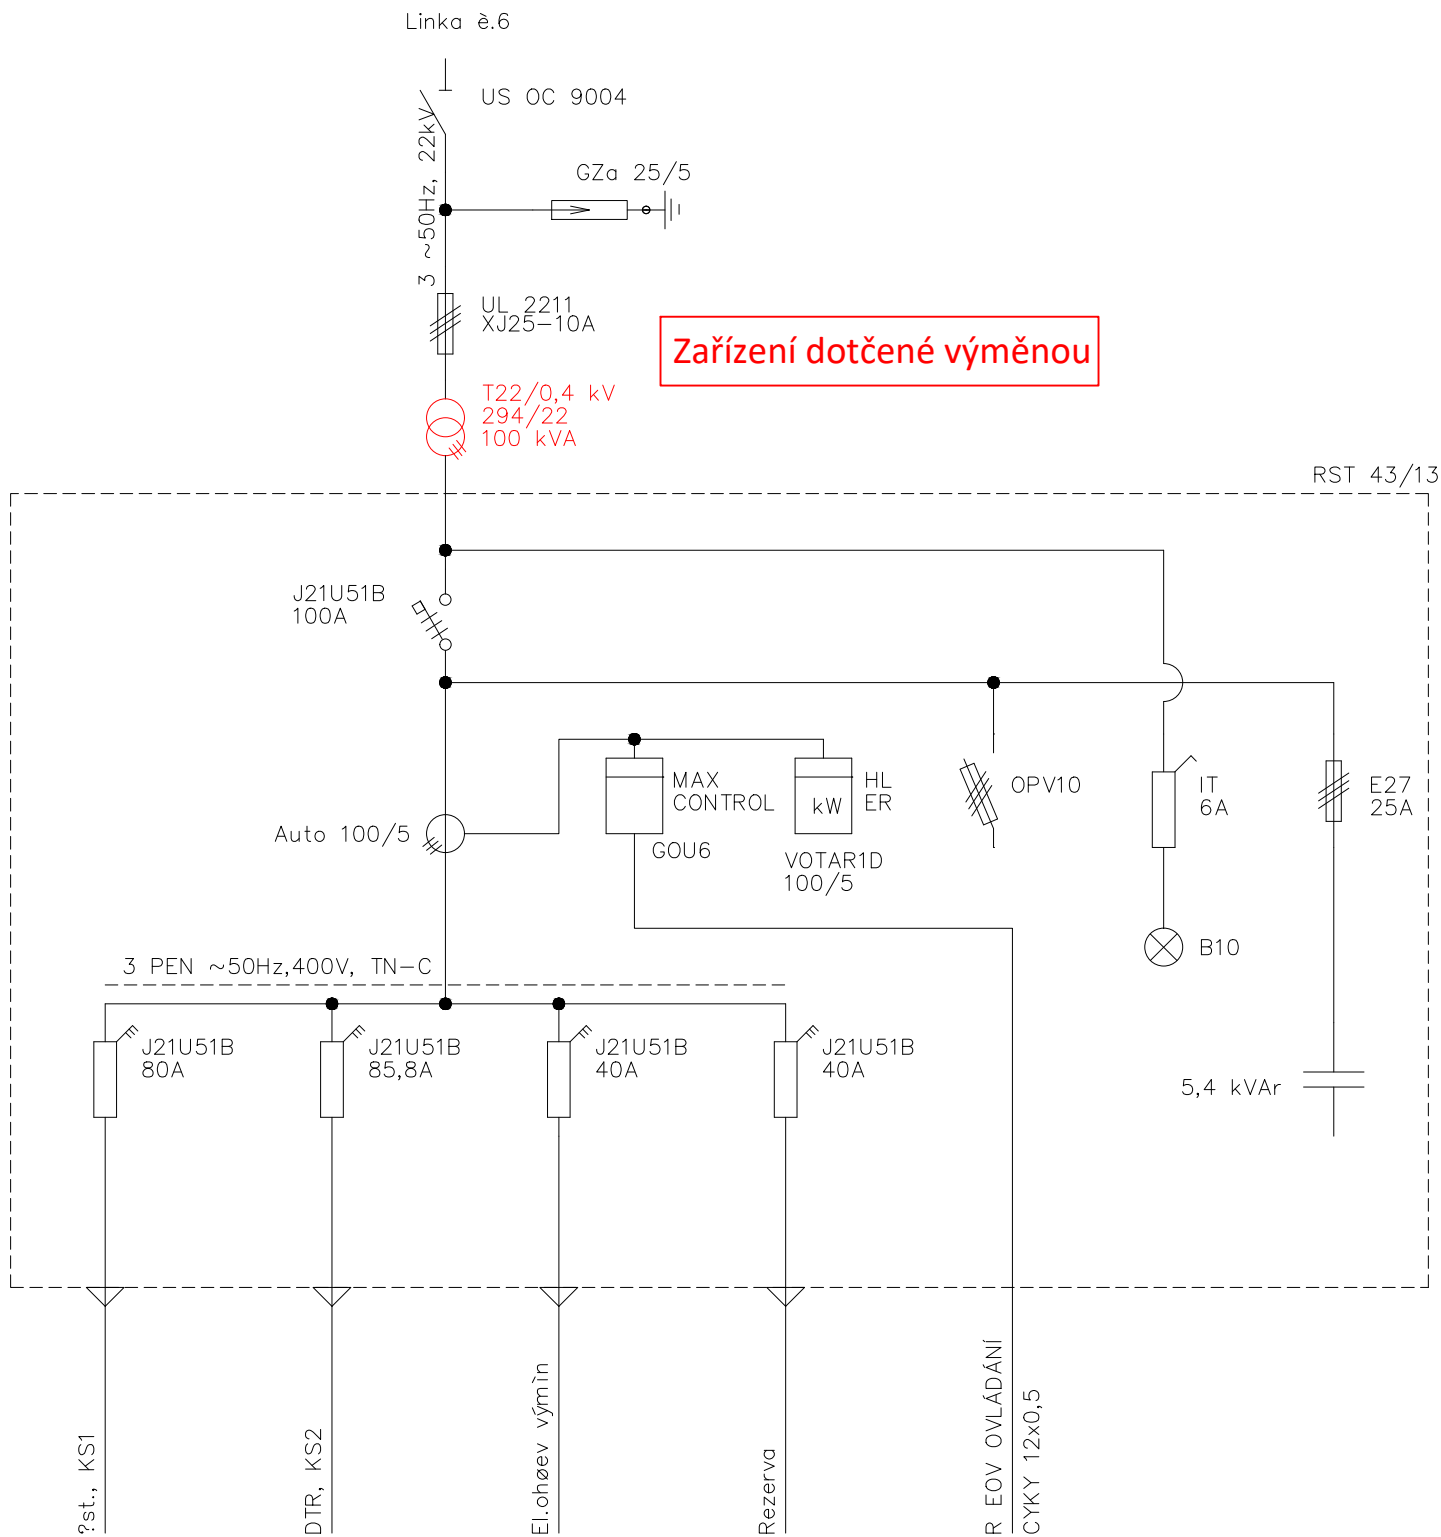 Linka è.6
US OC 9004
3 ~50Hz, 22kV
GZa 25/5
UL 2211
XJ25-10A
Zařízení dotčené výměnou
T22/0,4 kV
294/22
100 kVA
RST 43/13
J21U51B
100A
MAX
CONTROL
GOU6
kW
HL
ER
VOTAR1D
100/5
OPV10
IT
6A
E27
25A
Auto 100/5
B10
3 PEN ~50Hz,400V, TN-C
J21U51B
80A
J21U51B
85,8A
J21U51B
40A
J21U51B
40A
5,4 kVAr
?st., KS1
DTR, KS2
El.ohøev výmìn
Rezerva
R EOV OVLÁDÁNÍ
CYKY 12x0,5